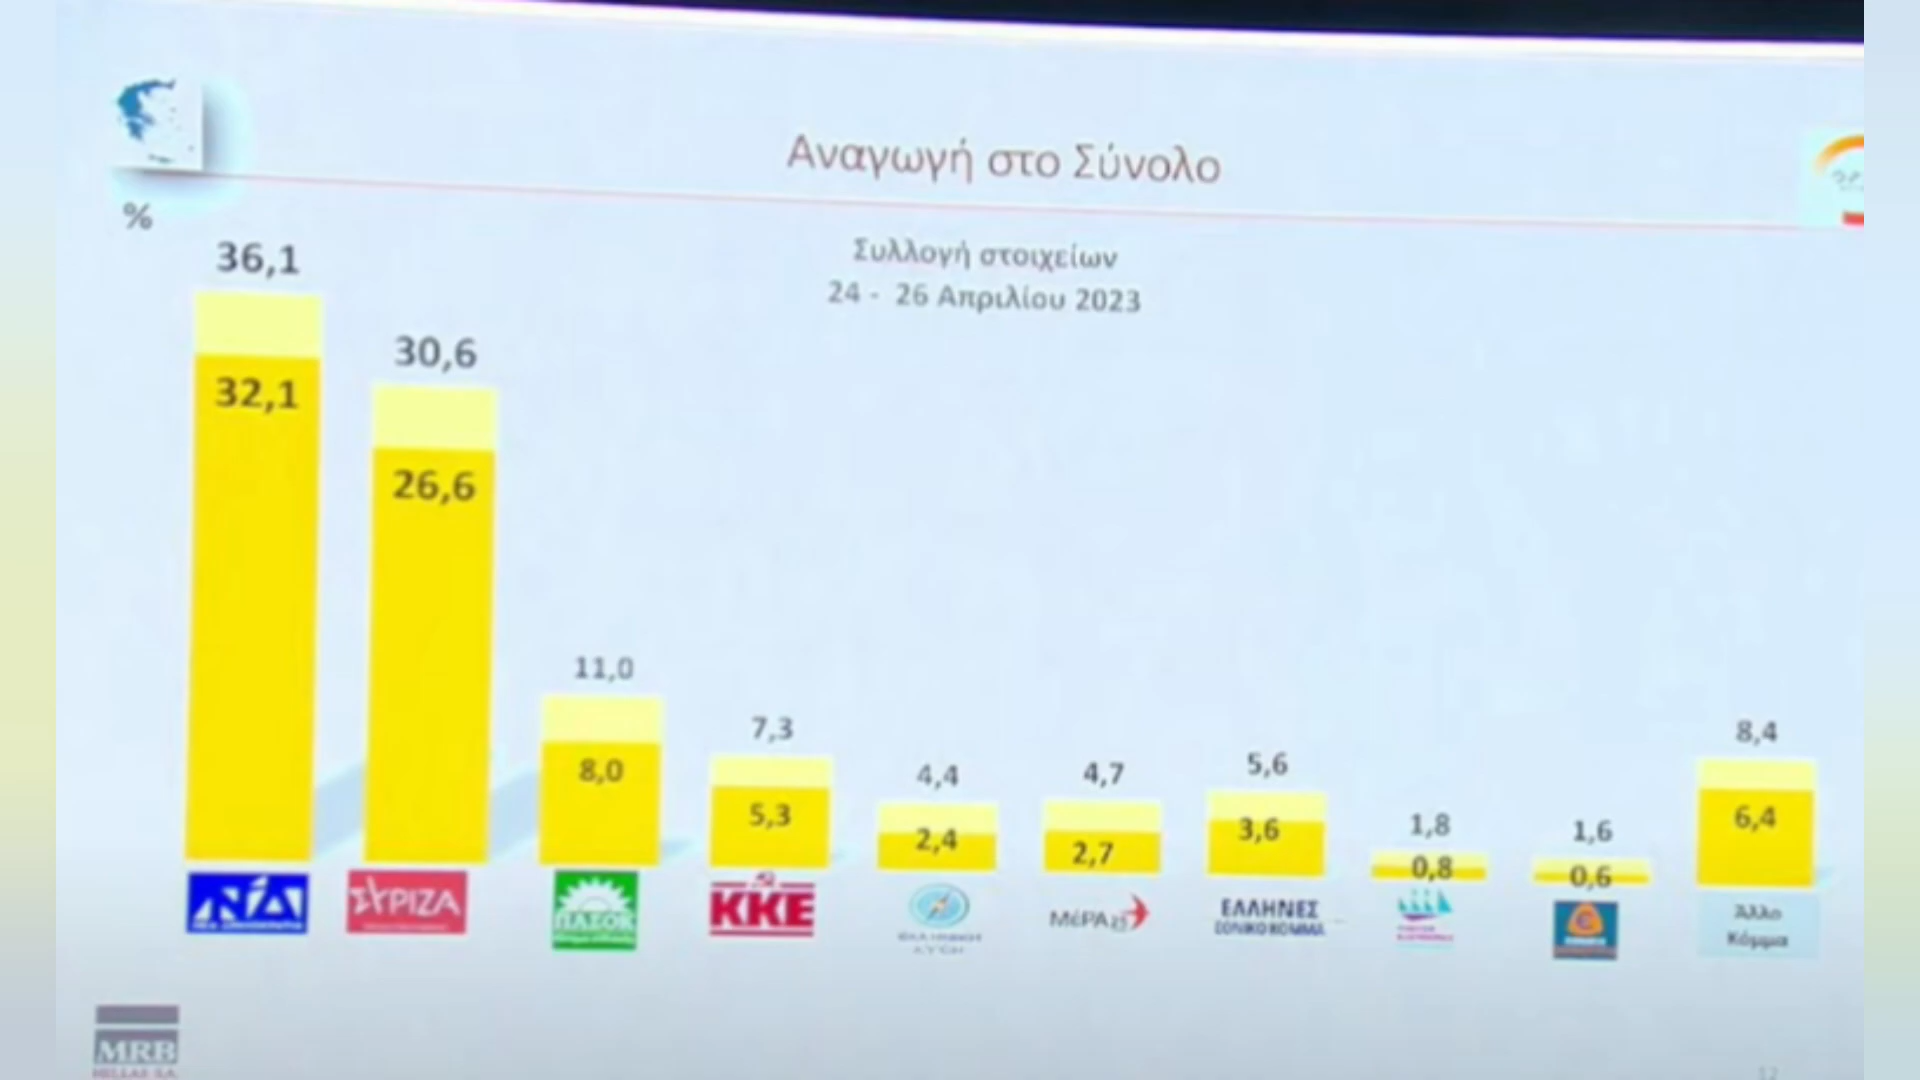 Αναγωγή στο Σύνολο
%
Συλλογή στοιχείων
24 - 26 Απριλίου 2023
36,1
32,1
30,6
26,6
11,0
8,0
7,3
5,3
4,4
2,4
4,7
2,7
5,6
3,6
1,8
0,8
1,6
0,6
8,4
6,4
ΝΔ
ΣΥΡΙΖΑ
ΠΑΣΟΚ
ΚΚΕ
ΜέΡΑ25
ΕΛΛΗΝΕΣ
Άλλο
Κόμμα
MRB
HELLAS S.A.
12